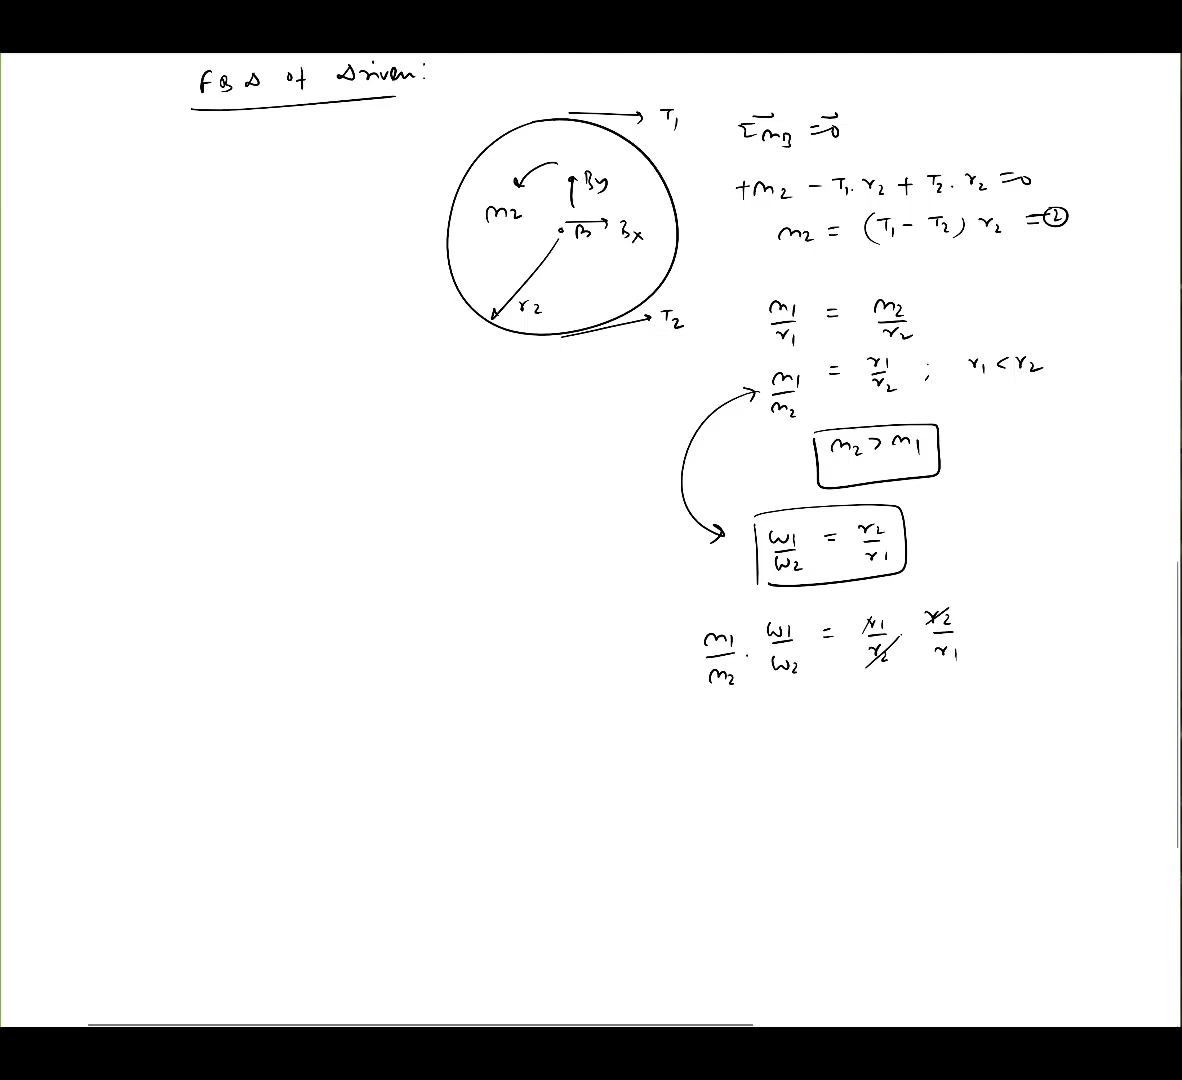 FBD of Driven:
T₁
By
m₂
B
Bx
r₂
T₂
Σm⃗_B = 0⃗
+m₂ - T₁. r₂ + T₂. r₂ = 0
m₂ = (T₁ - T₂) r₂ =②
m₁/r₁ = m₂/r₂
m₁/m₂ = r₁/r₂ ; r₁ < r₂
m₂ > m₁
ω₁/ω₂ = r₂/r₁
m₁/m₂ . ω₁/ω₂ = r₁/r₂ . r₂/r₁